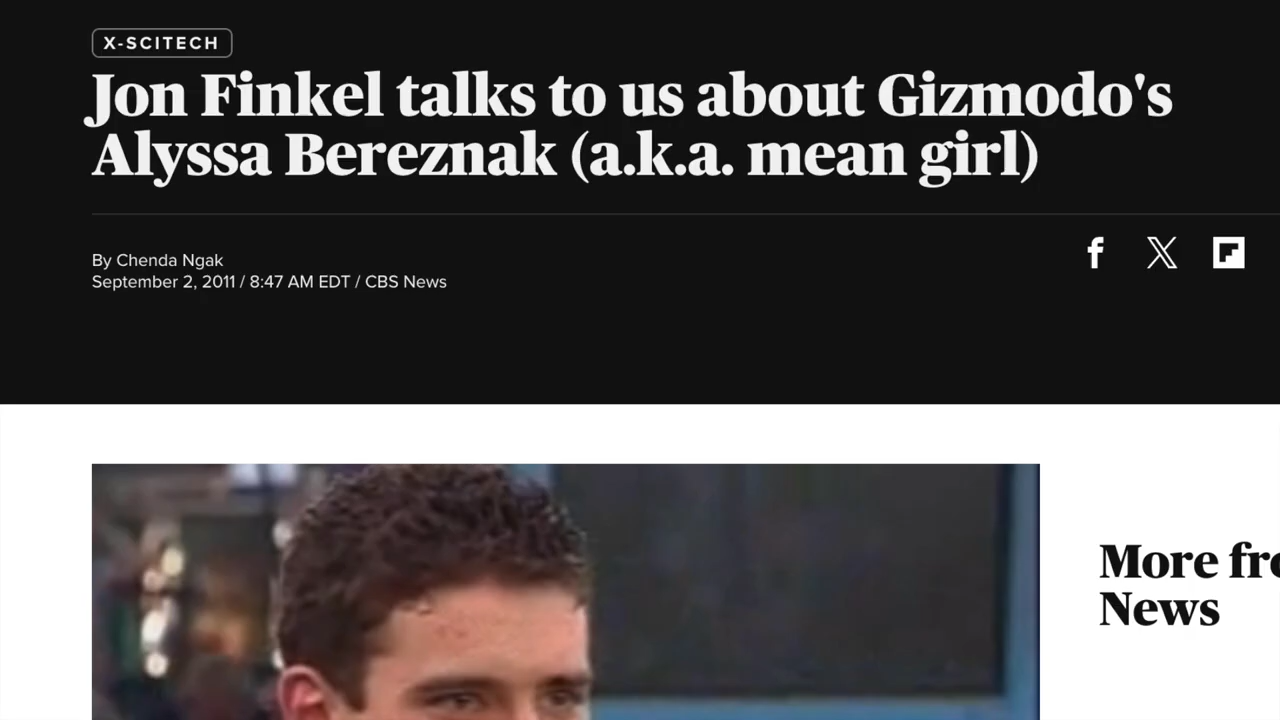 X-SCITECH
Jon Finkel talks to us about Gizmodo's
Alyssa Bereznak (a.k.a. mean girl)
By Chenda Ngak
September 2, 2011 / 8:47 AM EDT / CBS News
More fro
News